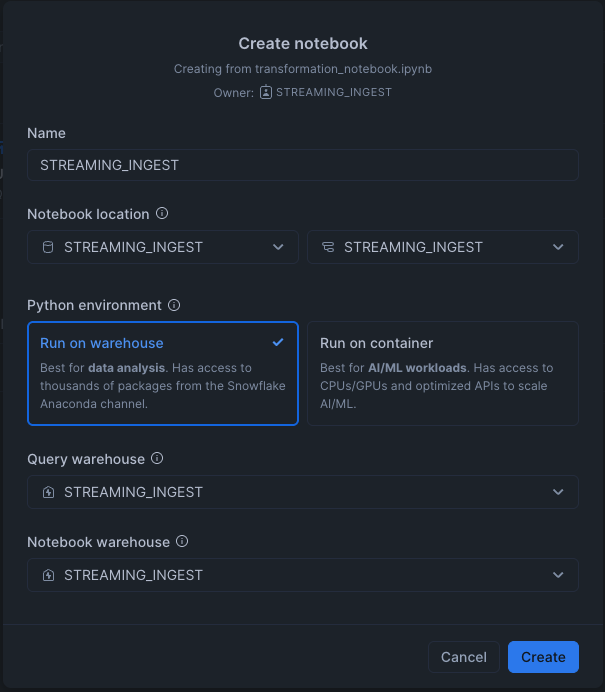 Create notebook
Creating from transformation_notebook.ipynb
Owner: STREAMING_INGEST
Name
STREAMING_INGEST
Notebook location
STREAMING_INGEST STREAMING_INGEST
Python environment
Run on warehouse
Best for data analysis. Has access to
thousands of packages from the Snowflake
Anaconda channel.
Run on container
Best for AI/ML workloads. Has access to
CPUs/GPUs and optimized APIs to scale
AI/ML.
Query warehouse
STREAMING_INGEST
Notebook warehouse
STREAMING_INGEST
Cancel Create